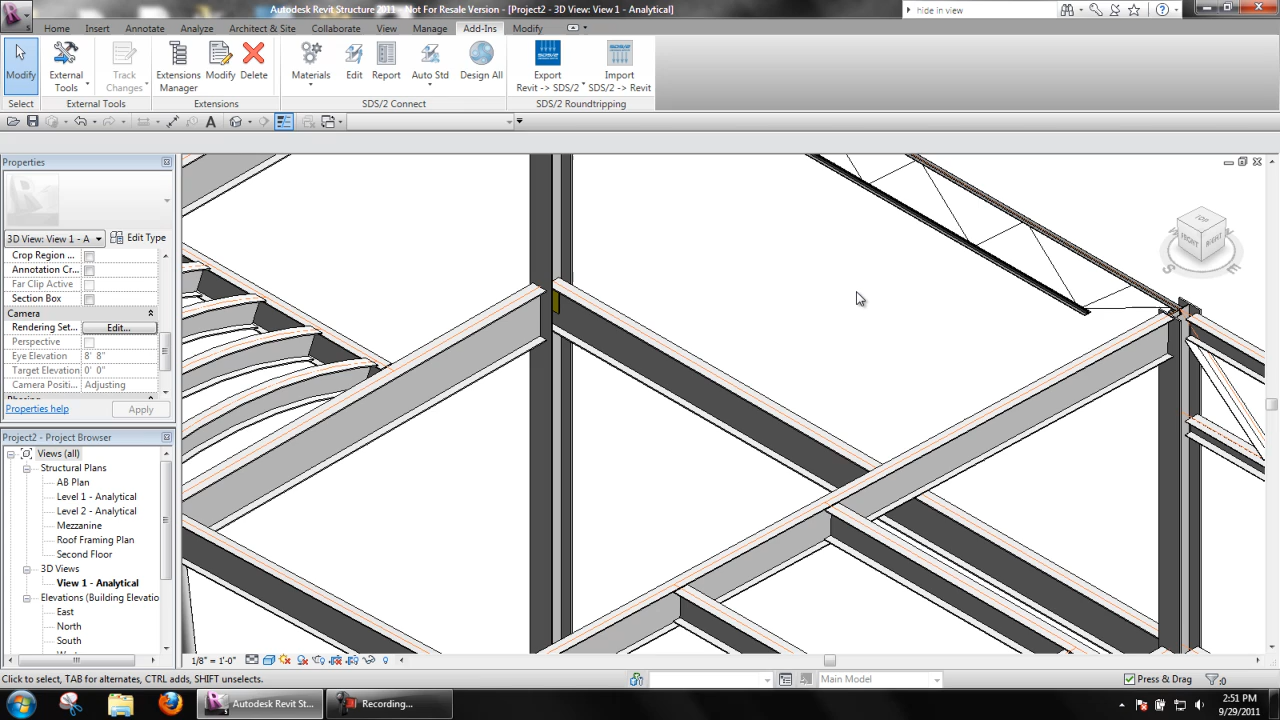 Autodesk Revit Structure 2011 - Not For Resale Version - [Project2 - 3D View: View 1 - Analytical]
hide in view
Home Insert Annotate Analyze Architect & Site Collaborate View Manage Add-Ins Modify
Modify
External Tools
Track Changes
Extensions Manager
Modify
Delete
Materials
Edit
Report
Auto Std
Design All
Export Revit -> SDS/2
Import SDS/2 -> Revit
Select External Tools Extensions SDS/2 Connect SDS/2 Roundtripping
Properties
3D View: View 1 - A
Edit Type
Crop Region ...
Annotation Cr...
Far Clip Active
Section Box
Camera
Rendering Set...
Edit...
Perspective
Eye Elevation 8' 8"
Target Elevation 0' 0"
Camera Positi... Adjusting
Properties help
Apply
Project2 - Project Browser
Views (all)
Structural Plans
AB Plan
Level 1 - Analytical
Level 2 - Analytical
Mezzanine
Roof Framing Plan
Second Floor
3D Views
View 1 - Analytical
Elevations (Building Elevatio
East
North
South
TOP
FRONT
RIGHT
S
E
1/8" = 1'-0"
Click to select, TAB for alternates, CTRL adds, SHIFT unselects.
Main Model
Press & Drag
:0
Autodesk Revit St...
Recording...
2:51 PM
9/29/2011